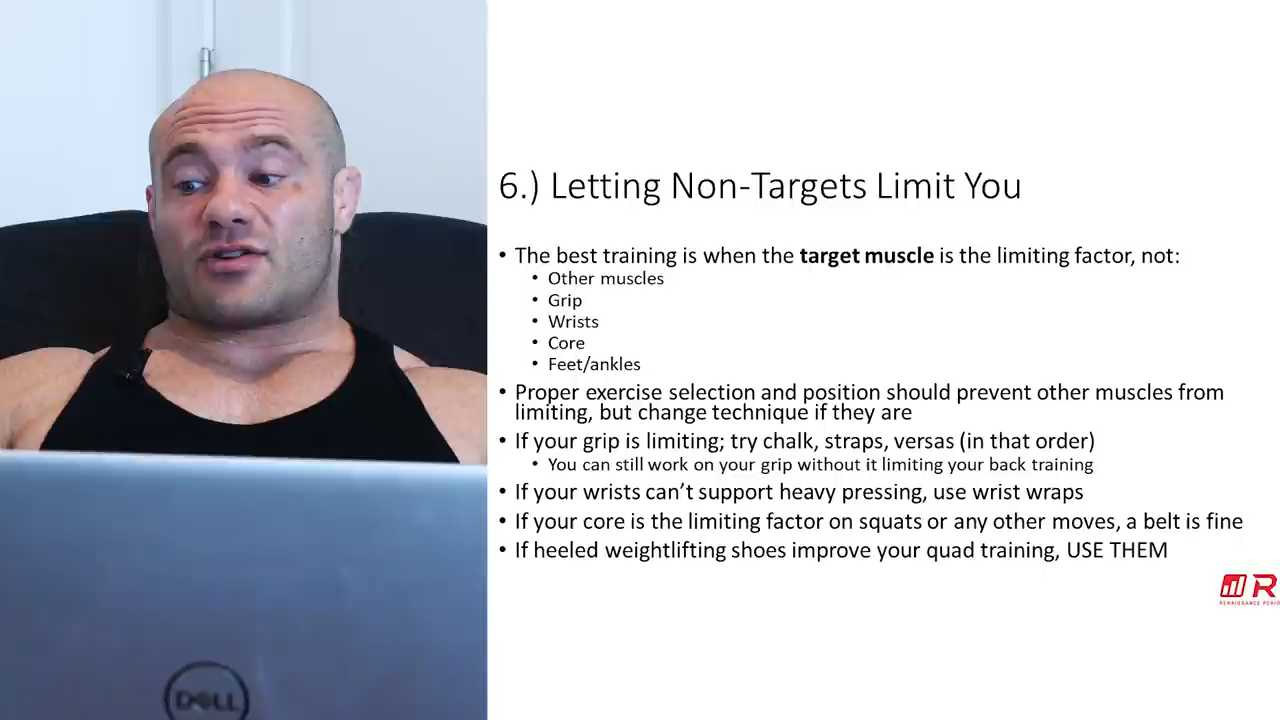 6.) Letting Non-Targets Limit You
• The best training is when the target muscle is the limiting factor, not:
• Other muscles
• Grip
• Wrists
• Core
• Feet/ankles
• Proper exercise selection and position should prevent other muscles from
limiting, but change technique if they are
• If your grip is limiting; try chalk, straps, versas (in that order)
• You can still work on your grip without it limiting your back training
• If your wrists can't support heavy pressing, use wrist wraps
• If your core is the limiting factor on squats or any other moves, a belt is fine
• If heeled weightlifting shoes improve your quad training, USE THEM
R
RENAISSANCE PERIO
DELL